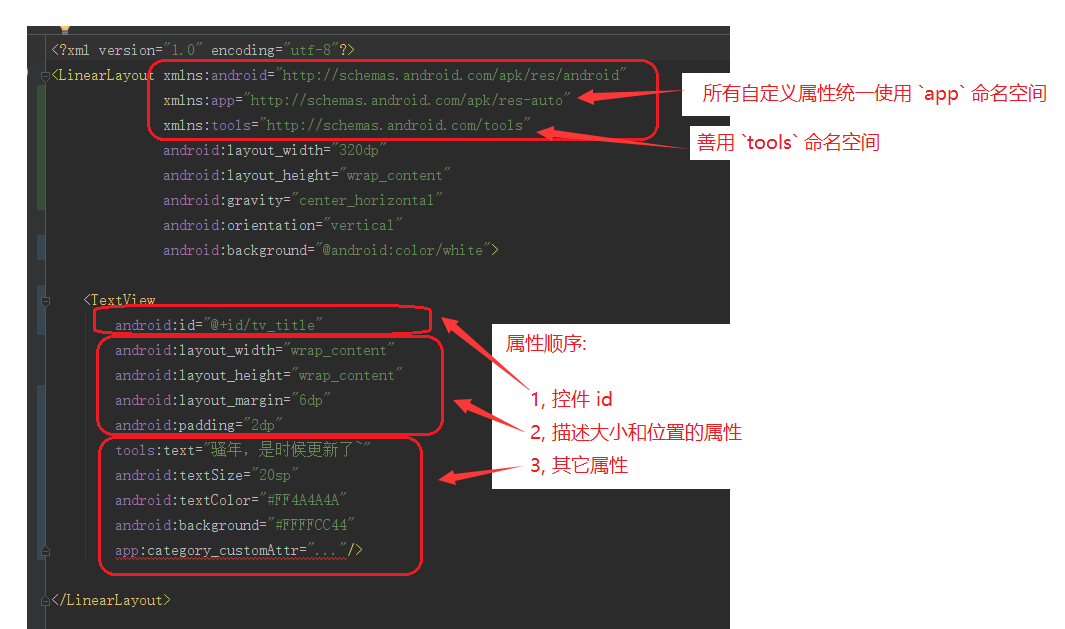 <?xml version="1.0" encoding="utf-8"?>
<LinearLayout xmlns:android="http://schemas.android.com/apk/res/android"
xmlns:app="http://schemas.android.com/apk/res-auto"
所有自定义属性统一使用 `app` 命名空间
xmlns:tools="http://schemas.android.com/tools"
善用 `tools` 命名空间
android:layout_width="320dp"
android:layout_height="wrap_content"
android:gravity="center_horizontal"
android:orientation="vertical"
android:background="@android:color/white">
<TextView
android:id="@+id/tv_title"
android:layout_width="wrap_content"
android:layout_height="wrap_content"
android:layout_margin="6dp"
android:padding="2dp"
tools:text="骚年，是时候更新了~"
android:textSize="20sp"
android:textColor="#FF4A4A4A"
android:background="#FFFFCC44"
app:category_customAttr="..."/>
</LinearLayout>
属性顺序:
1, 控件 id
2, 描述大小和位置的属性
3, 其它属性